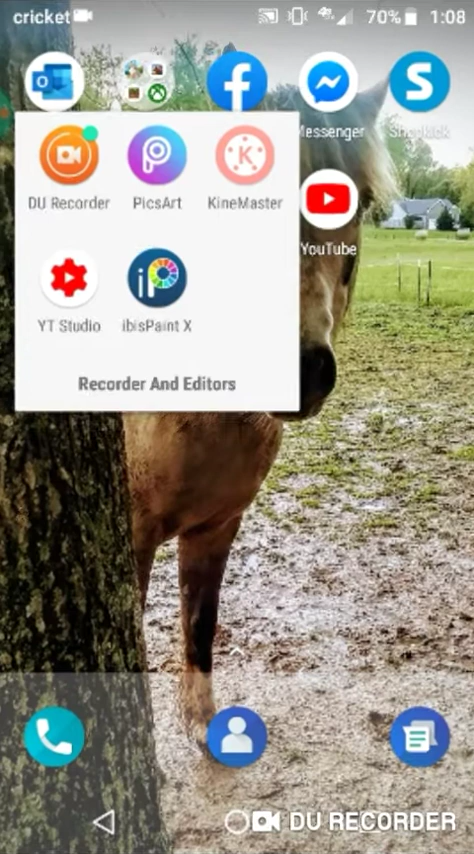 cricket 4G 70% 1:08
Messenger Shopkick
DU Recorder PicsArt KineMaster
YouTube
YT Studio ibisPaint X
Recorder And Editors
DU RECORDER